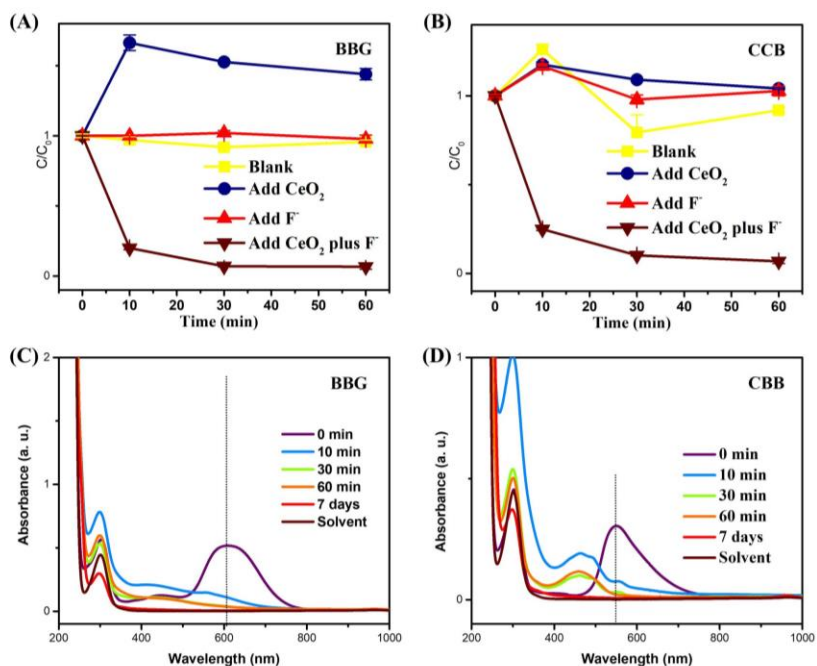 (A)
BBG
C/C₀
1
0
Blank
Add CeO₂
Add F⁻
Add CeO₂ plus F⁻
0 10 20 30 40 50 60
Time (min)
(B)
CCB
C/C₀
1
0
Blank
Add CeO₂
Add F⁻
Add CeO₂ plus F⁻
0 10 20 30 40 50 60
Time (min)
(C)
BBG
Absorbance (a. u.)
2
1
0
0 min
10 min
30 min
60 min
7 days
Solvent
200 400 600 800 1000
Wavelength (nm)
(D)
CBB
Absorbance (a. u.)
1
0
0 min
10 min
30 min
60 min
7 days
Solvent
200 400 600 800 1000
Wavelength (nm)